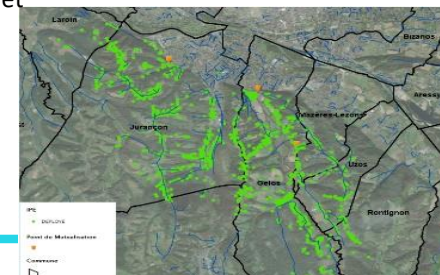 et
Laroin
Bizanos
Aressy
Jurançon
Mazères-Lezons
Uzos
Gelos
Rontignon
IPE
DEPLOYE
Point de Mutualisation
Commune